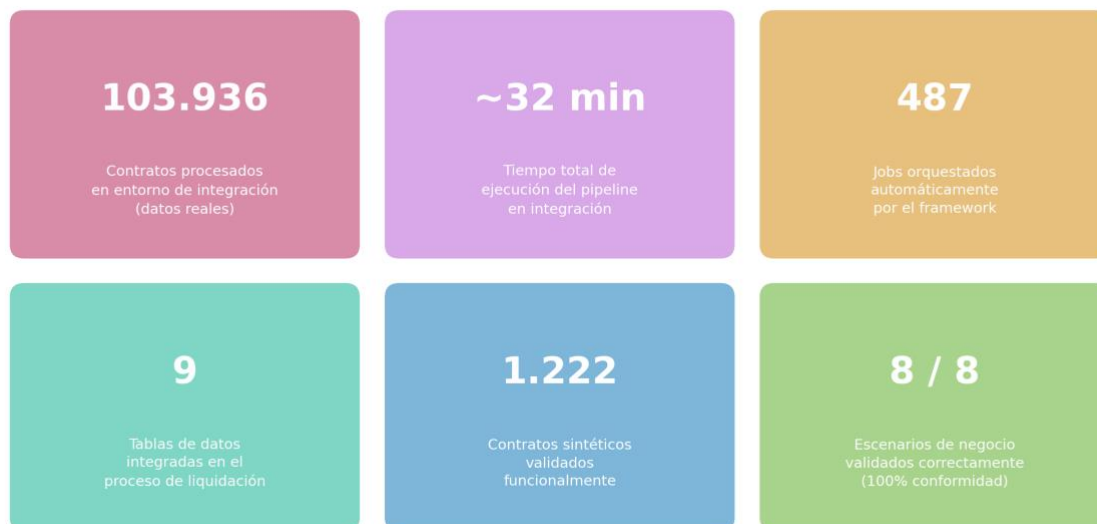 103.936
Contratos procesados
en entorno de integración
(datos reales)
~32 min
Tiempo total de
ejecución del pipeline
en integración
487
Jobs orquestados
automáticamente
por el framework
9
Tablas de datos
integradas en el
proceso de liquidación
1.222
Contratos sintéticos
validados
funcionalmente
8 / 8
Escenarios de negocio
validados correctamente
(100% conformidad)